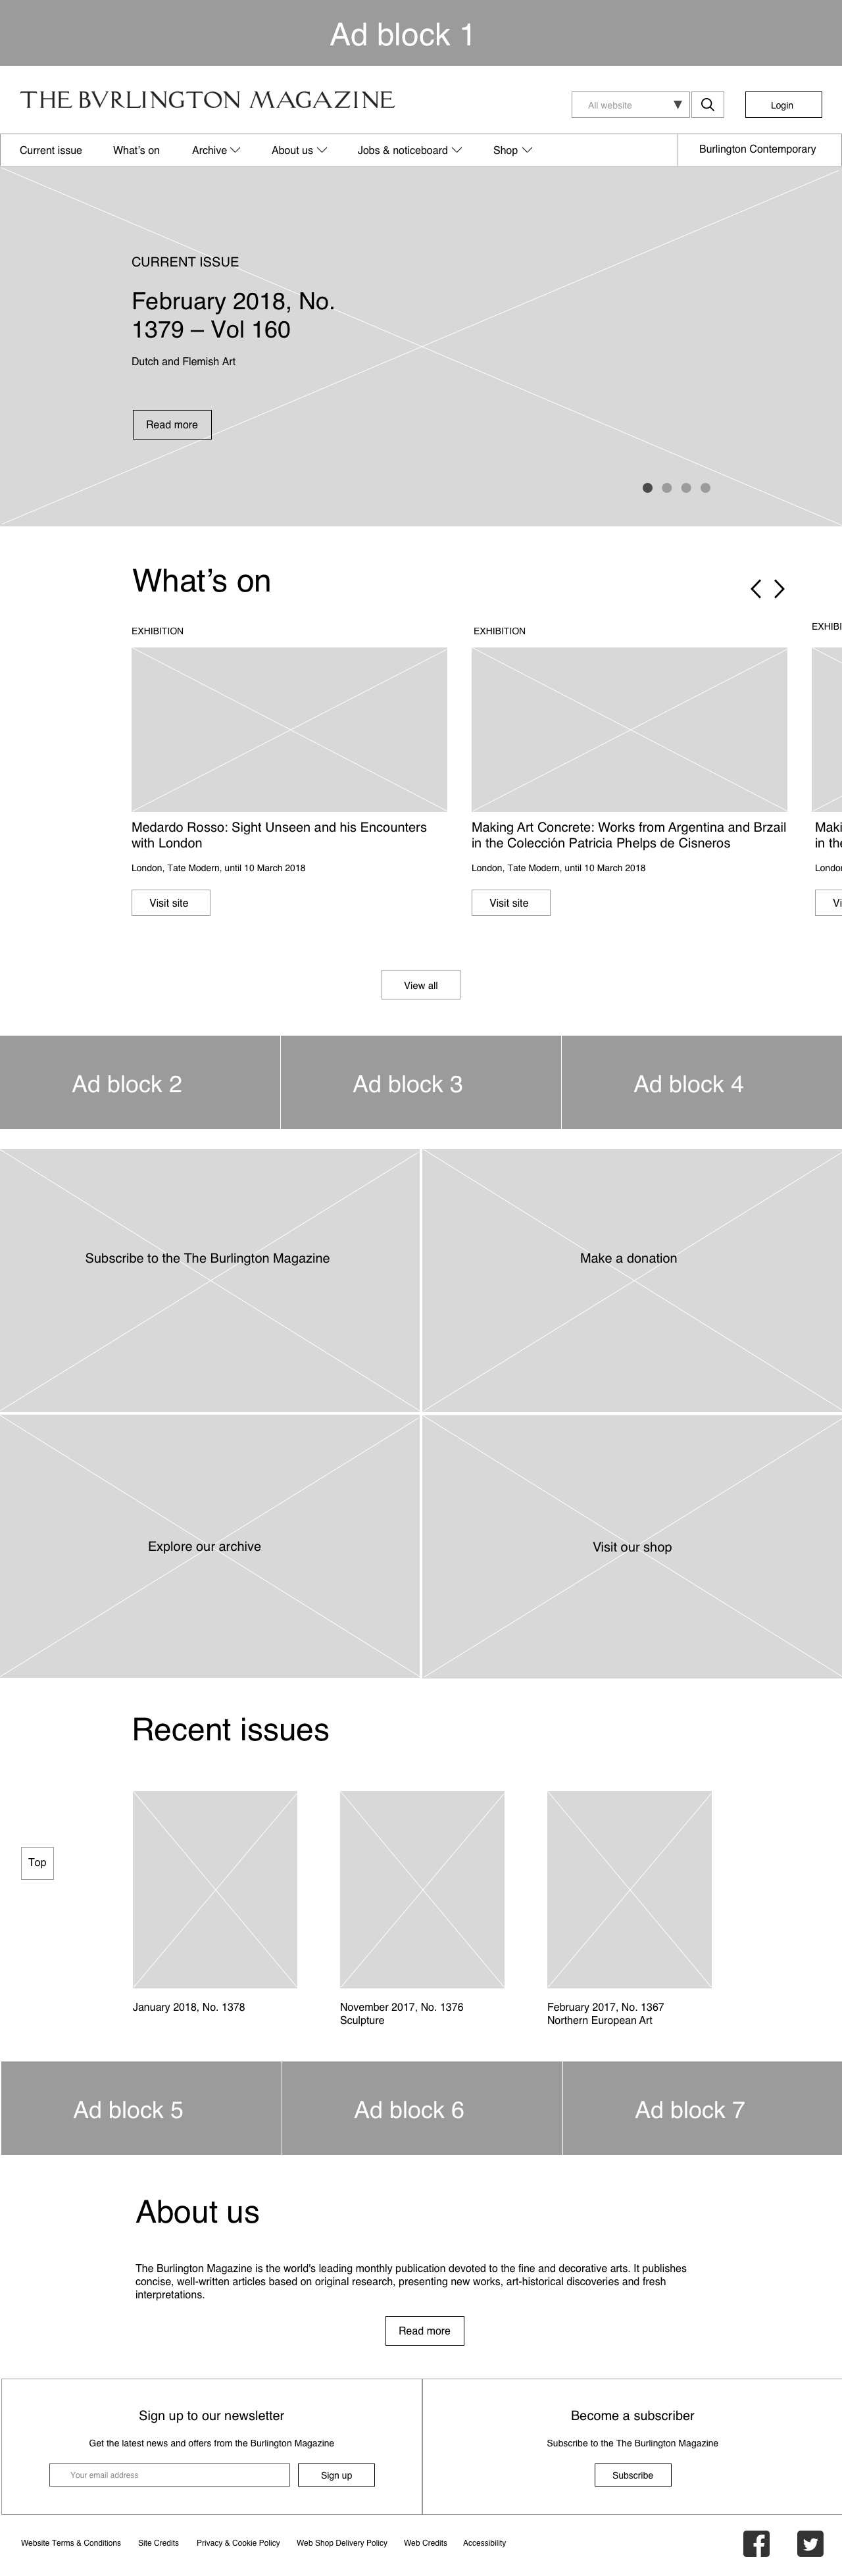 Ad block 1
THE BVRLINGTON MAGAZINE
All website
Login
Current issue
What's on
Archive
About us
Jobs & noticeboard
Shop
Burlington Contemporary
CURRENT ISSUE
February 2018, No.
1379 – Vol 160
Dutch and Flemish Art
Read more
What's on
EXHIBITION
EXHIBITION
EXHIBI
Medardo Rosso: Sight Unseen and his Encounters
with London
London, Tate Modern, until 10 March 2018
Visit site
Making Art Concrete: Works from Argentina and Brzail
in the Colección Patricia Phelps de Cisneros
London, Tate Modern, until 10 March 2018
Visit site
Maki
in the
Londo
Vi
View all
Ad block 2
Ad block 3
Ad block 4
Subscribe to the The Burlington Magazine
Make a donation
Explore our archive
Visit our shop
Recent issues
Top
January 2018, No. 1378
November 2017, No. 1376
Sculpture
February 2017, No. 1367
Northern European Art
Ad block 5
Ad block 6
Ad block 7
About us
The Burlington Magazine is the world's leading monthly publication devoted to the fine and decorative arts. It publishes
concise, well-written articles based on original research, presenting new works, art-historical discoveries and fresh
interpretations.
Read more
Sign up to our newsletter
Get the latest news and offers from the Burlington Magazine
Your email address
Sign up
Become a subscriber
Subscribe to the The Burlington Magazine
Subscribe
Website Terms & Conditions
Site Credits
Privacy & Cookie Policy
Web Shop Delivery Policy
Web Credits
Accessibility